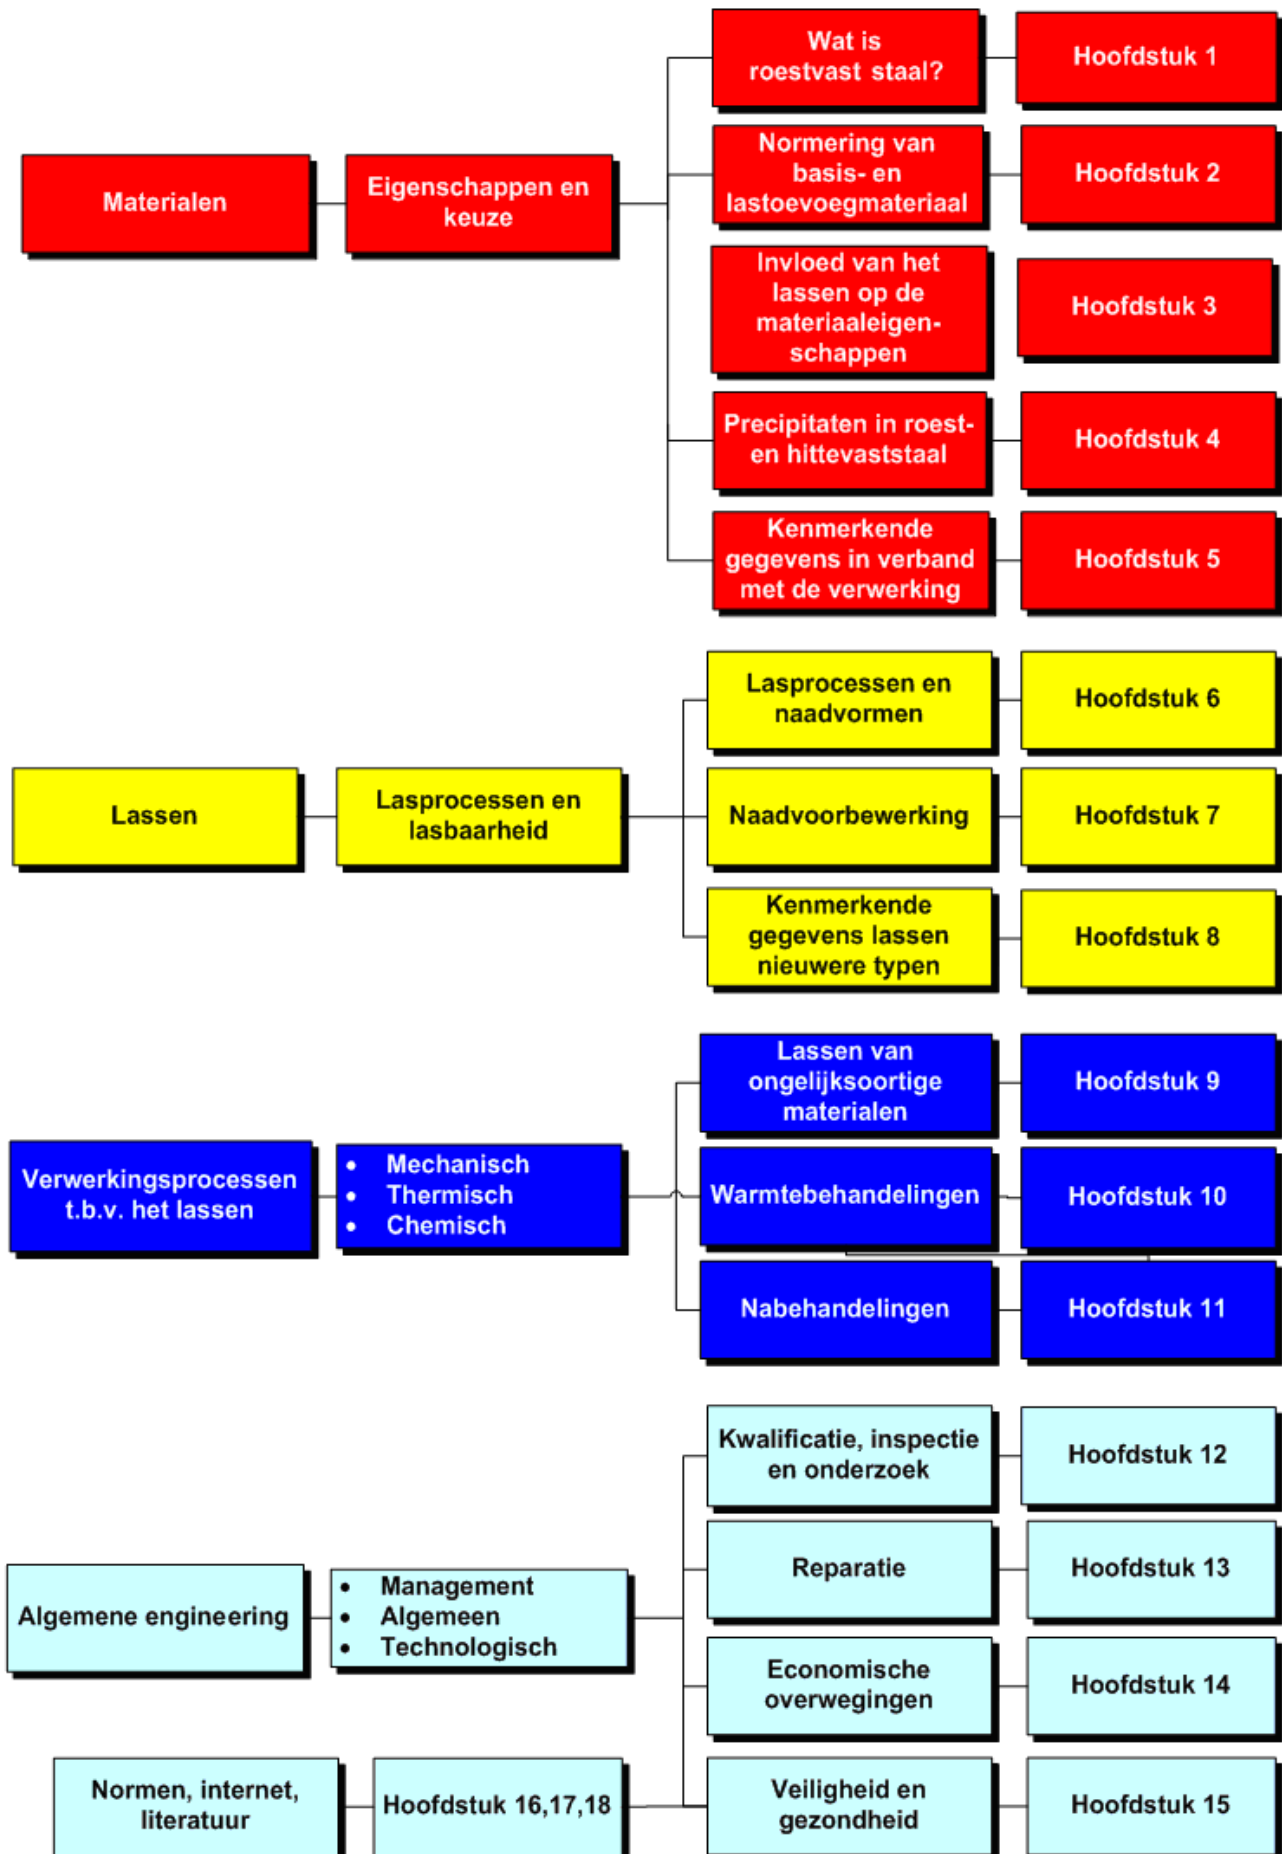 Wat is
roestvast staal?
Hoofdstuk 1
Normering van
basis- en
lastoevoegmateriaal
Hoofdstuk 2
Materialen
Eigenschappen en
keuze
Invloed van het
lassen op de
materiaaleigen-
schappen
Hoofdstuk 3
Precipitaten in roest-
en hittevaststaal
Hoofdstuk 4
Kenmerkende
gegevens in verband
met de verwerking
Hoofdstuk 5
Lasprocessen en
naadvormen
Hoofdstuk 6
Lassen
Lasprocessen en
lasbaarheid
Naadvoorbewerking
Hoofdstuk 7
Kenmerkende
gegevens lassen
nieuwere typen
Hoofdstuk 8
Lassen van
ongelijksoortige
materialen
Hoofdstuk 9
Verwerkingsprocessen
t.b.v. het lassen
• Mechanisch
• Thermisch
• Chemisch
Warmtebehandelingen
Hoofdstuk 10
Nabehandelingen
Hoofdstuk 11
Kwalificatie, inspectie
en onderzoek
Hoofdstuk 12
Reparatie
Hoofdstuk 13
Algemene engineering
• Management
• Algemeen
• Technologisch
Economische
overwegingen
Hoofdstuk 14
Normen, internet,
literatuur
Hoofdstuk 16,17,18
Veiligheid en
gezondheid
Hoofdstuk 15